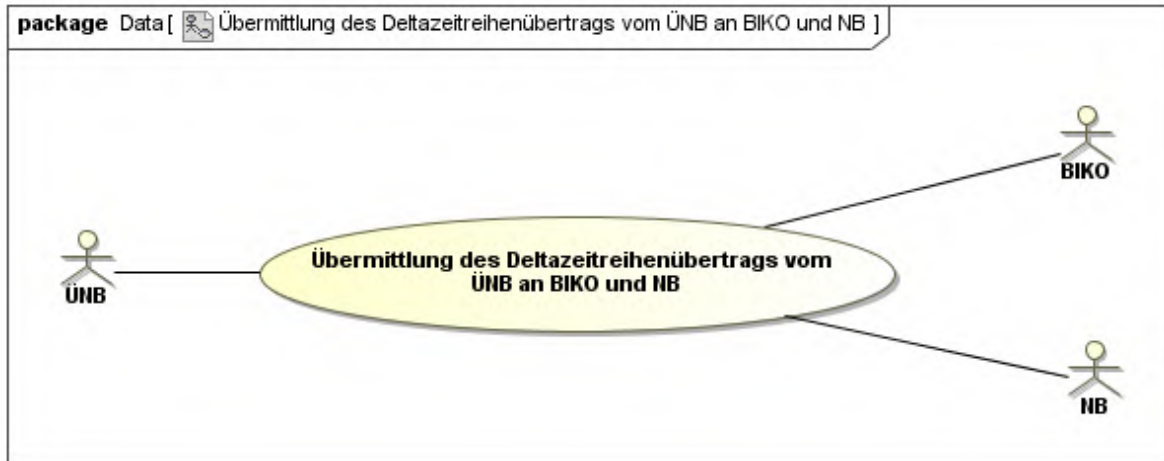 package Data [ Übermittlung des Deltazeitreihenübertrags vom ÜNB an BIKO und NB ]
BIKO
Übermittlung des Deltazeitreihenübertrags vom
ÜNB an BIKO und NB
ÜNB
NB